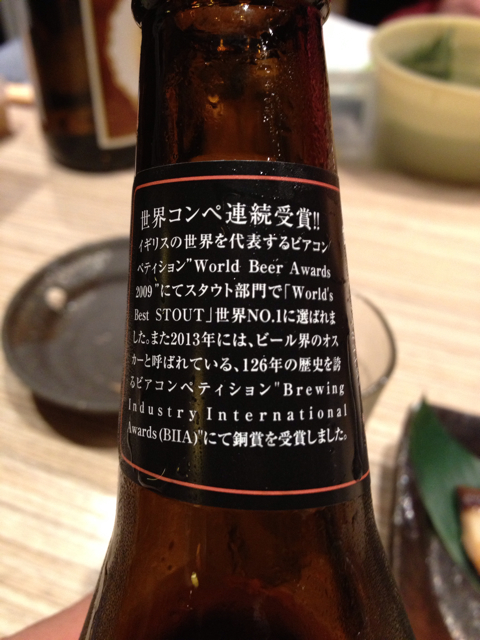 世界コンペ連続受賞!!
イギリスの世界を代表するビアコン
ペティション"World Beer Awards
2009"にてスタウト部門で「World's
Best STOUT」世界NO.1に選ばれま
した。また2013年には、ビール界のオス
カーと呼ばれている、126年の歴史を誇
るビアコンペティション"Brewing
Industry International
Awards(BIIA)"にて銅賞を受賞しました。